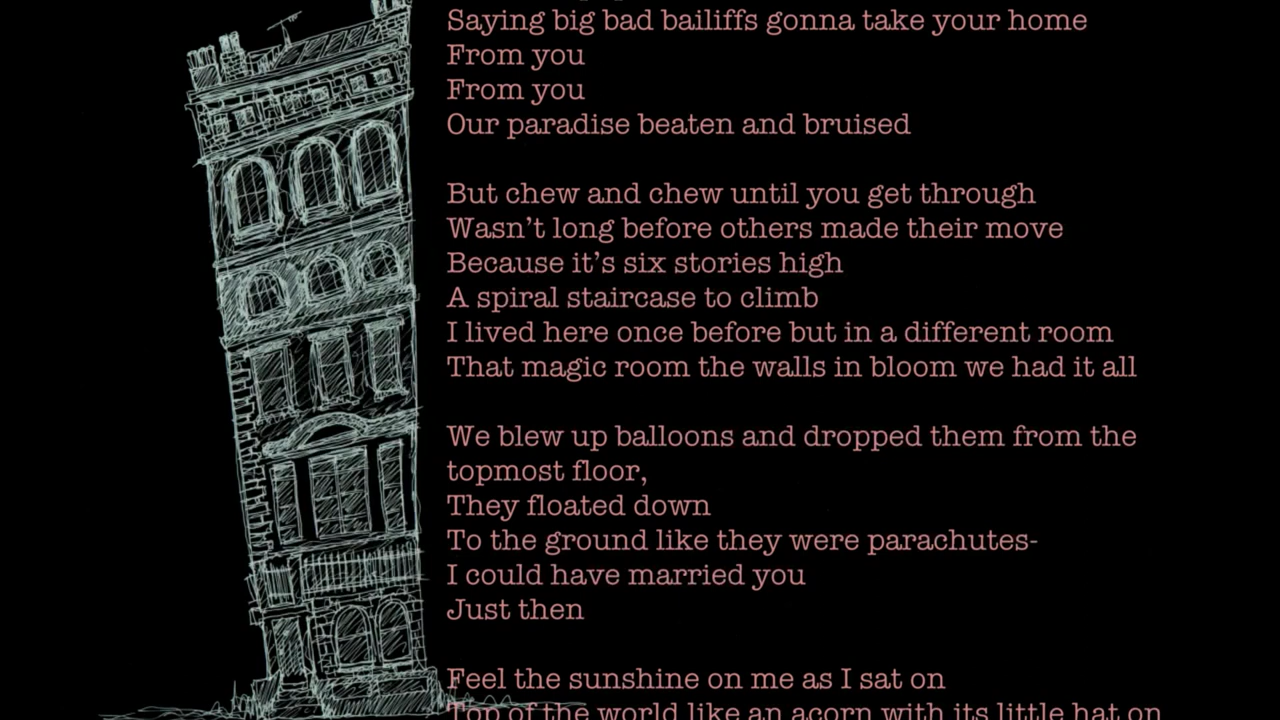 Saying big bad bailiffs gonna take your home
From you
From you
Our paradise beaten and bruised
But chew and chew until you get through
Wasn’t long before others made their move
Because it’s six stories high
A spiral staircase to climb
I lived here once before but in a different room
That magic room the walls in bloom we had it all
We blew up balloons and dropped them from the
topmost floor,
They floated down
To the ground like they were parachutes-
I could have married you
Just then
Feel the sunshine on me as I sat on
Top of the world like an acorn with its little hat on